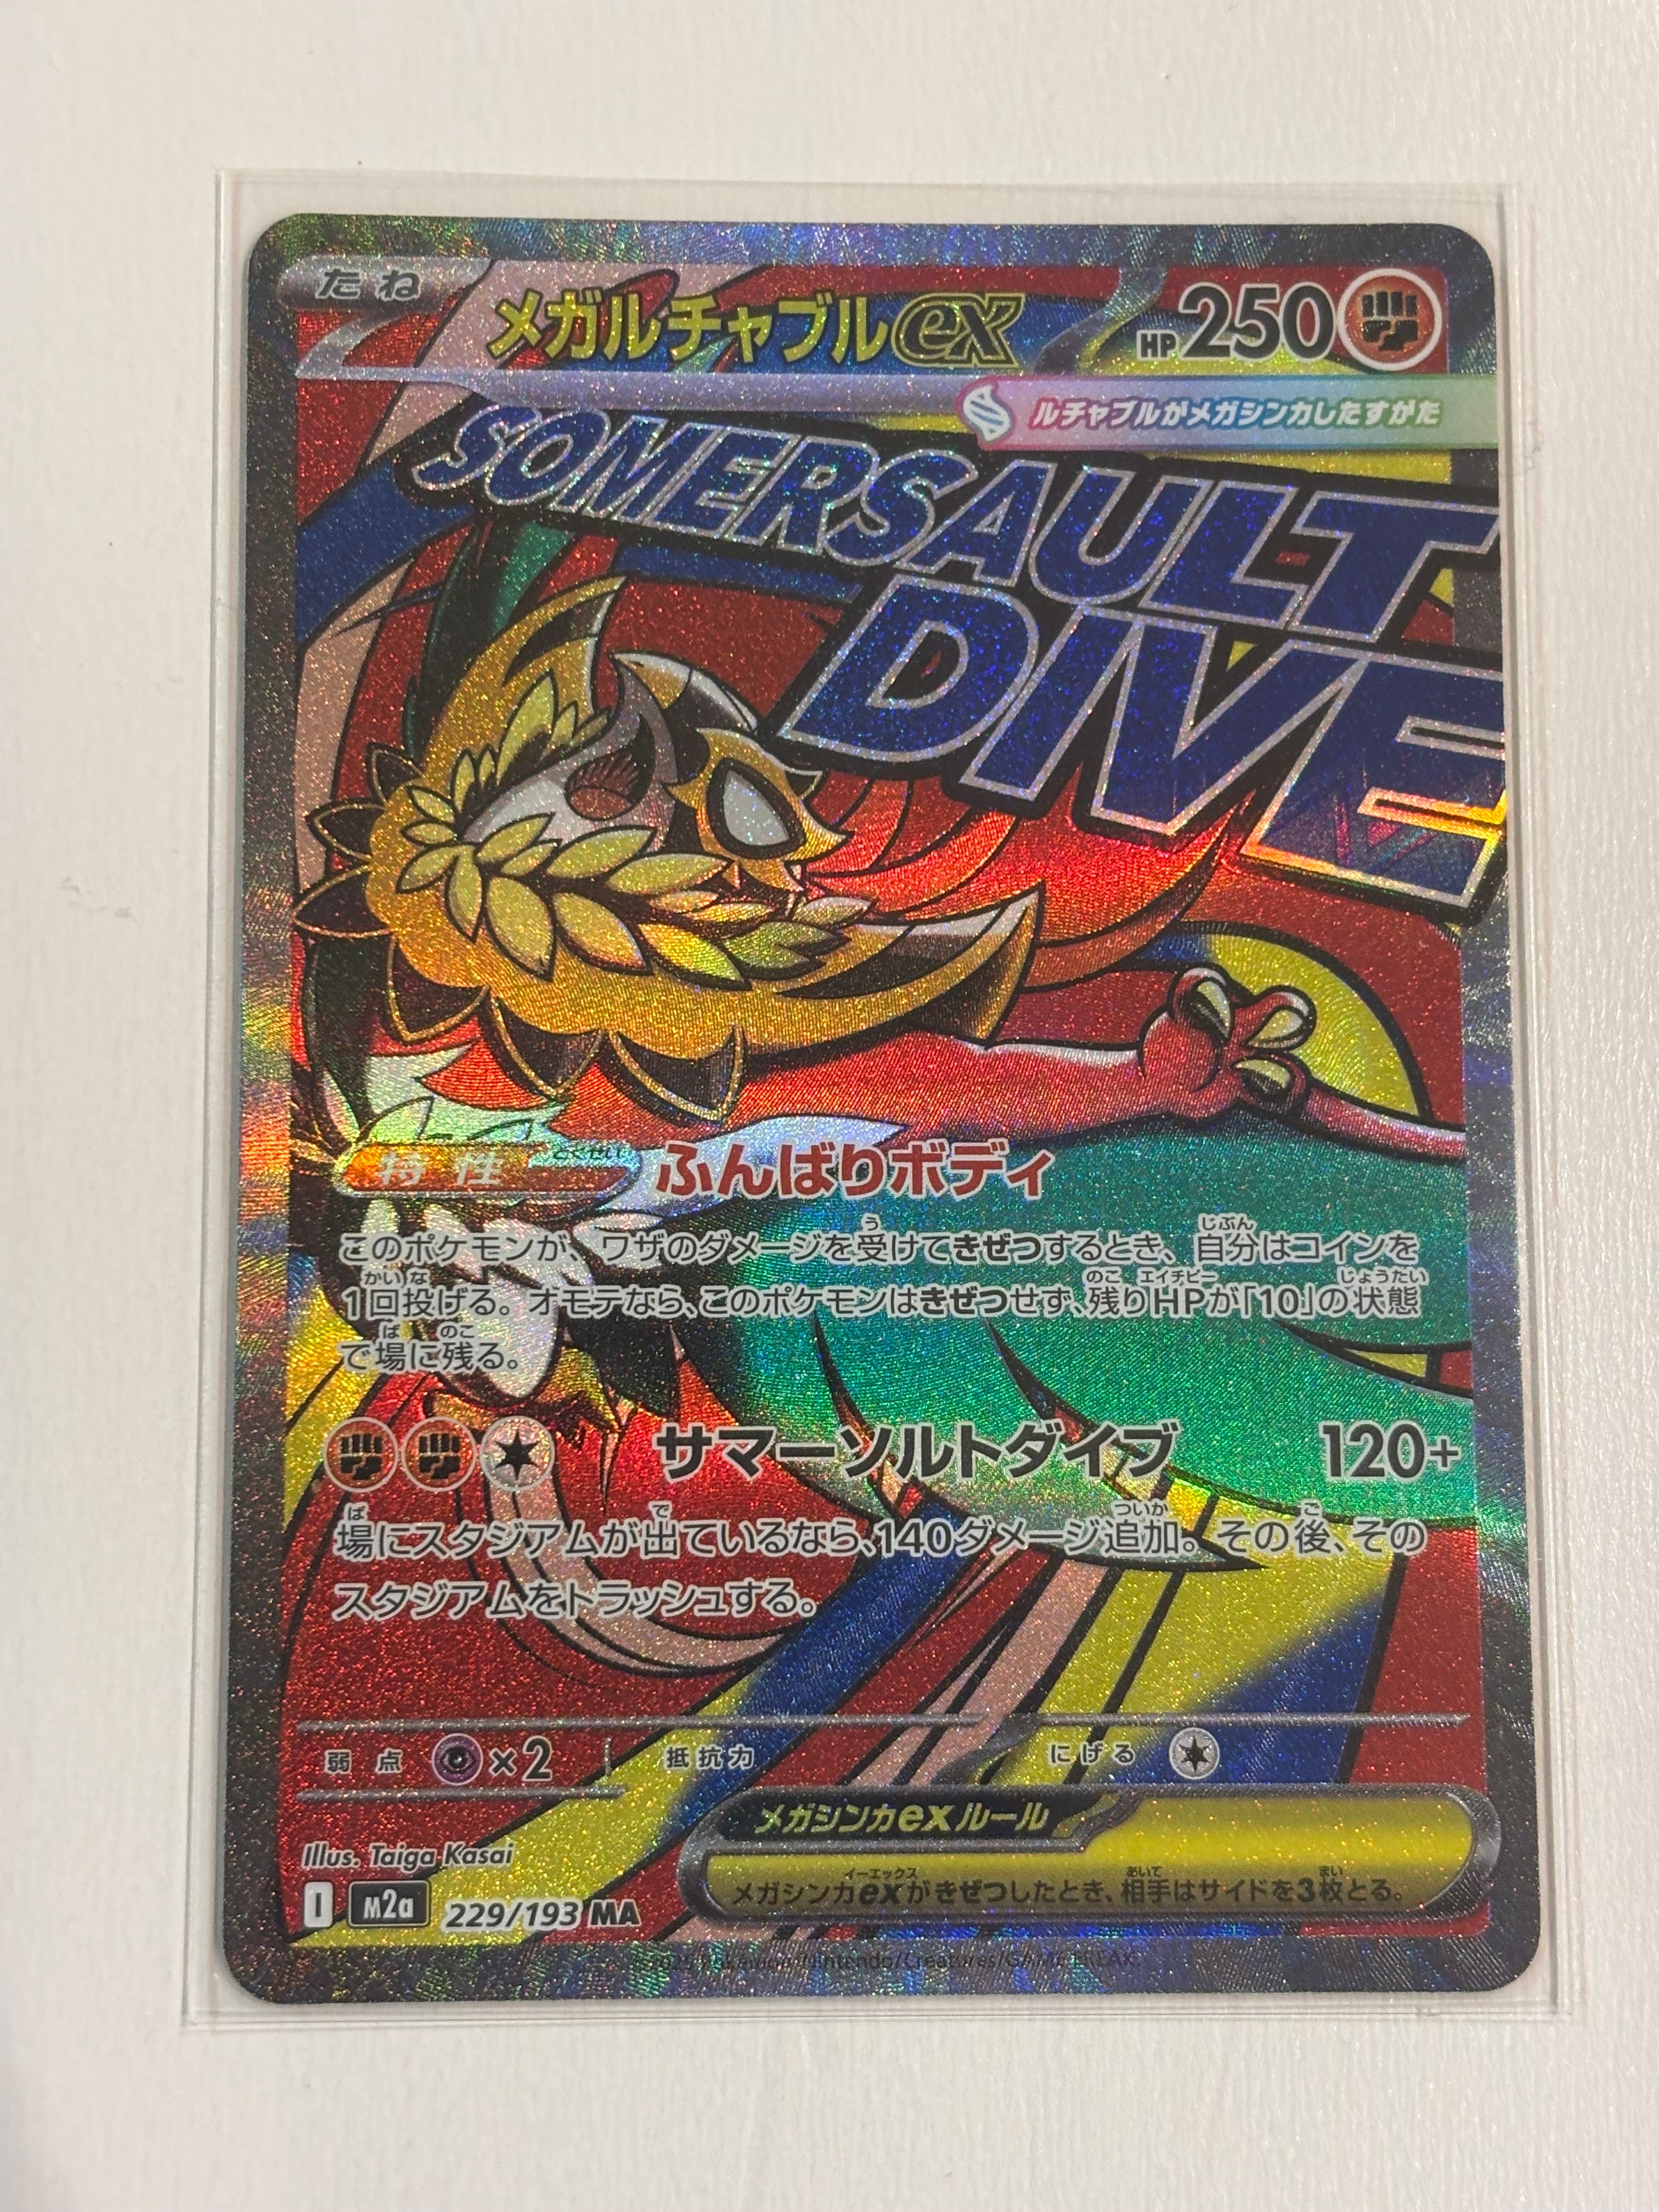 たね
メガルチャブルex
HP250
ルチャブルがメガシンカしたすがた
SOMERSAULT
DIVE
特性 とくせい ふんばりボディ
このポケモンが、ワザのダメージを受けてきぜつするとき、自分はコインを
1回投げる。オモテなら、このポケモンはきぜつせず、残りHPが「10」の状態
で場に残る。
サマーソルトダイブ 120+
場にスタジアムが出ているなら、140ダメージ追加。その後、その
スタジアムをトラッシュする。
弱点 ×2 抵抗力 にげる
メガシンカexルール
メガシンカexがきぜつしたとき、相手はサイドを3枚とる。
Illus. Taiga Kasai
I M2a 229/193 MA
©2025 Pokémon/Nintendo/Creatures/GAME FREAK.